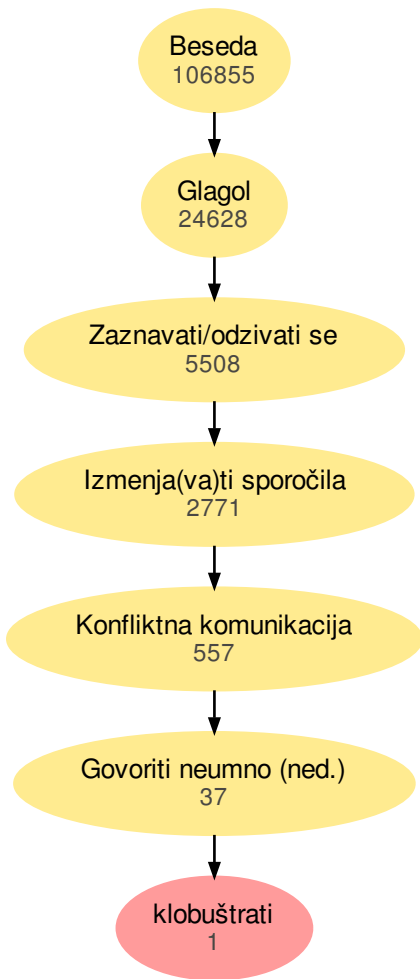 Beseda
106855
Glagol
24628
Zaznavati/odzivati se
5508
Izmenja(va)ti sporočila
2771
Konfliktna komunikacija
557
Govoriti neumno (ned.)
37
klobuštrati
1